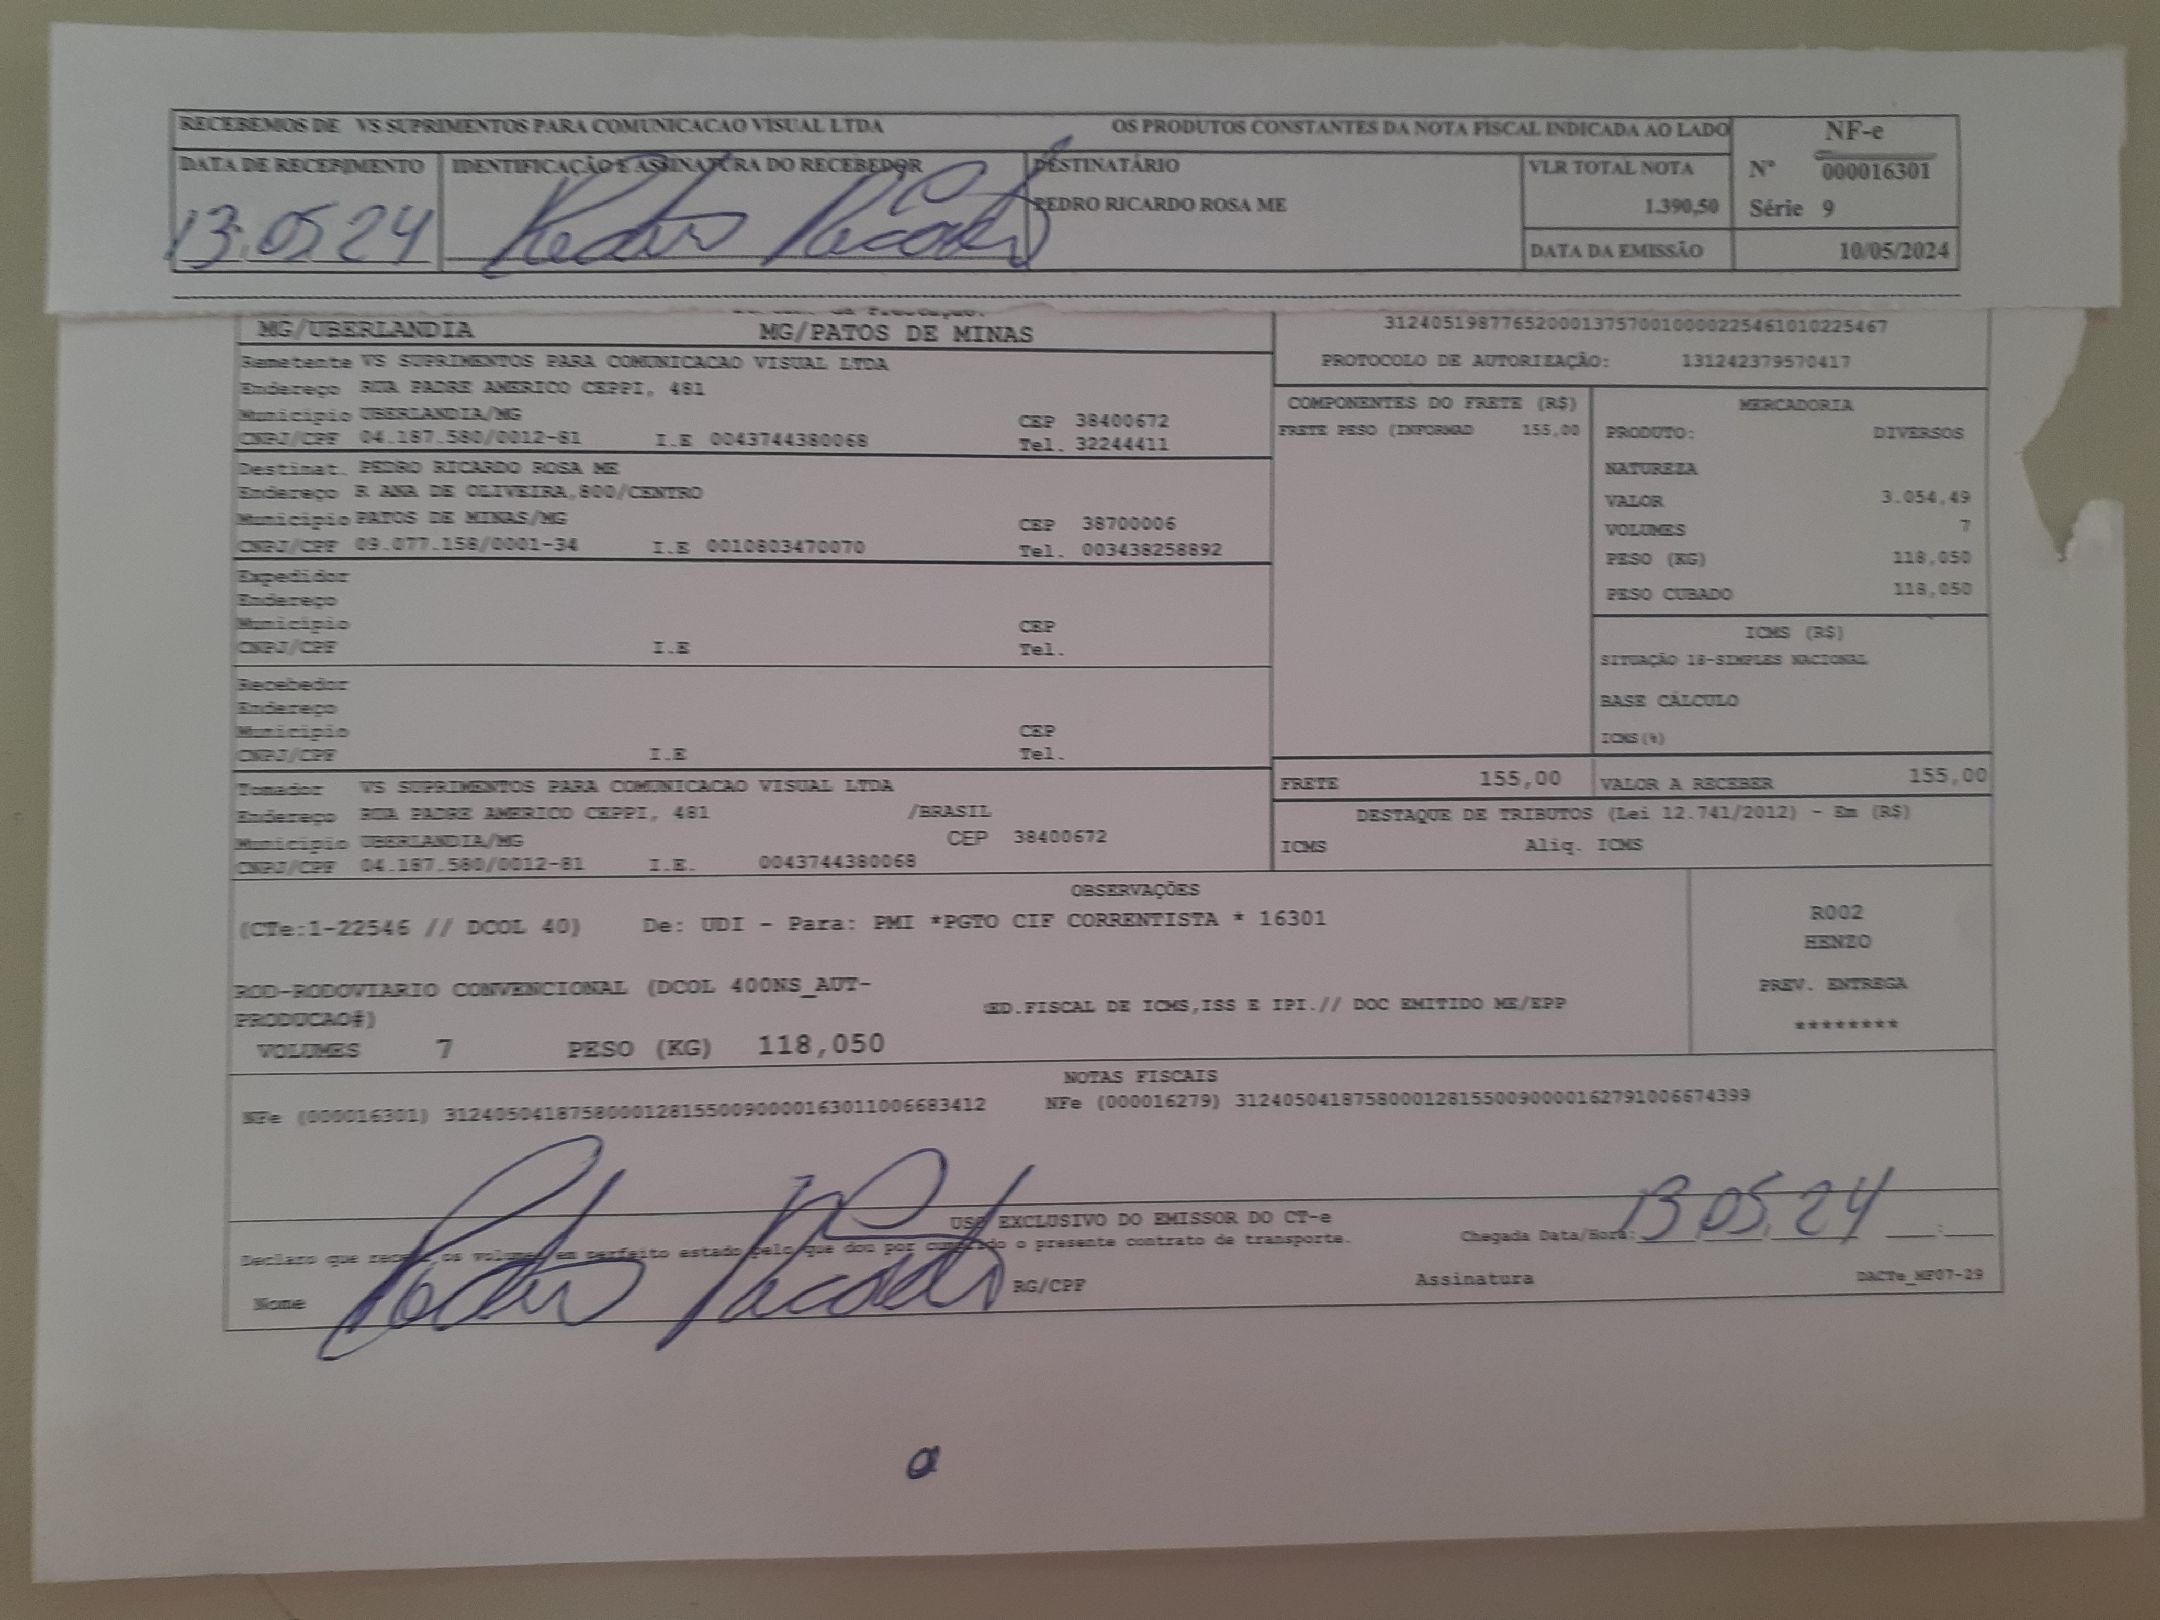 RECEBEMOS DE VS SUPRIMENTOS PARA COMUNICACAO VISUAL LTDA OS PRODUTOS CONSTANTES DA NOTA FISCAL INDICADA AO LADO
NF-e
DATA DE RECEBIMENTO IDENTIFICAÇÃO E ASSINATURA DO RECEBEDOR DESTINATÁRIO VLR TOTAL NOTA Nº 000016301
13.05.24 Pedro Ricardo PEDRO RICARDO ROSA ME 1.390,50 Série 9
DATA DA EMISSÃO 10/05/2024
MG/UBERLANDIA MG/PATOS DE MINAS
31240519877652000137570010000225461010225467
PROTOCOLO DE AUTORIZAÇÃO: 131242379570417
Remetente VS SUPRIMENTOS PARA COMUNICACAO VISUAL LTDA
Endereço RUA PADRE AMERICO CEPPI, 481
Município UBERLANDIA/MG CEP 38400672
CNPJ/CPF 04.187.580/0012-81 I.E 0043744380068 Tel. 32244411
Destinat. PEDRO RICARDO ROSA ME
Endereço R ANA DE OLIVEIRA,800/CENTRO
Município PATOS DE MINAS/MG CEP 38700006
CNPJ/CPF 09.077.158/0001-34 I.E 0010803470070 Tel. 003438258892
Expedidor
Endereço
Município CEP
CNPJ/CPF I.E Tel.
Recebedor
Endereço
Município CEP
CNPJ/CPF I.E Tel.
Tomador VS SUPRIMENTOS PARA COMUNICACAO VISUAL LTDA
Endereço RUA PADRE AMERICO CEPPI, 481 /BRASIL
Município UBERLANDIA/MG CEP 38400672
CNPJ/CPF 04.187.580/0012-81 I.E. 0043744380068
COMPONENTES DO FRETE (R$)
FRETE PESO (INFORMAD 155,00
MERCADORIA
PRODUTO: DIVERSOS
NATUREZA
VALOR 3.054,49
VOLUMES 7
PESO (KG) 118,050
PESO CUBADO 118,050
ICMS (R$)
SITUAÇÃO 18-SIMPLES NACIONAL
BASE CÁLCULO
ICMS(%)
FRETE 155,00 VALOR A RECEBER 155,00
DESTAQUE DE TRIBUTOS (Lei 12.741/2012) - Em (R$)
ICMS Aliq. ICMS
OBSERVAÇÕES
(CTe:1-22546 // DCOL 40) De: UDI - Para: PMI *PGTO CIF CORRENTISTA * 16301
ROD-RODOVIARIO CONVENCIONAL (DCOL 400NS_AUT-
PRODUCAO#)
ED.FISCAL DE ICMS,ISS E IPI.// DOC EMITIDO ME/EPP
VOLUMES 7 PESO (KG) 118,050
R002
HENZO
PREV. ENTREGA
********
NOTAS FISCAIS
NFe (000016301) 31240504187580001281550090000163011006683412 NFe (000016279) 31240504187580001281550090000162791006674399
USO EXCLUSIVO DO EMISSOR DO CT-e
Declaro que recebi os volumes em perfeito estado pelo que dou por cumprido o presente contrato de transporte. Chegada Data/Hora: 13.05.24 :
Nome Pedro Ricardo RG/CPF Assinatura DACTe_MF07-29